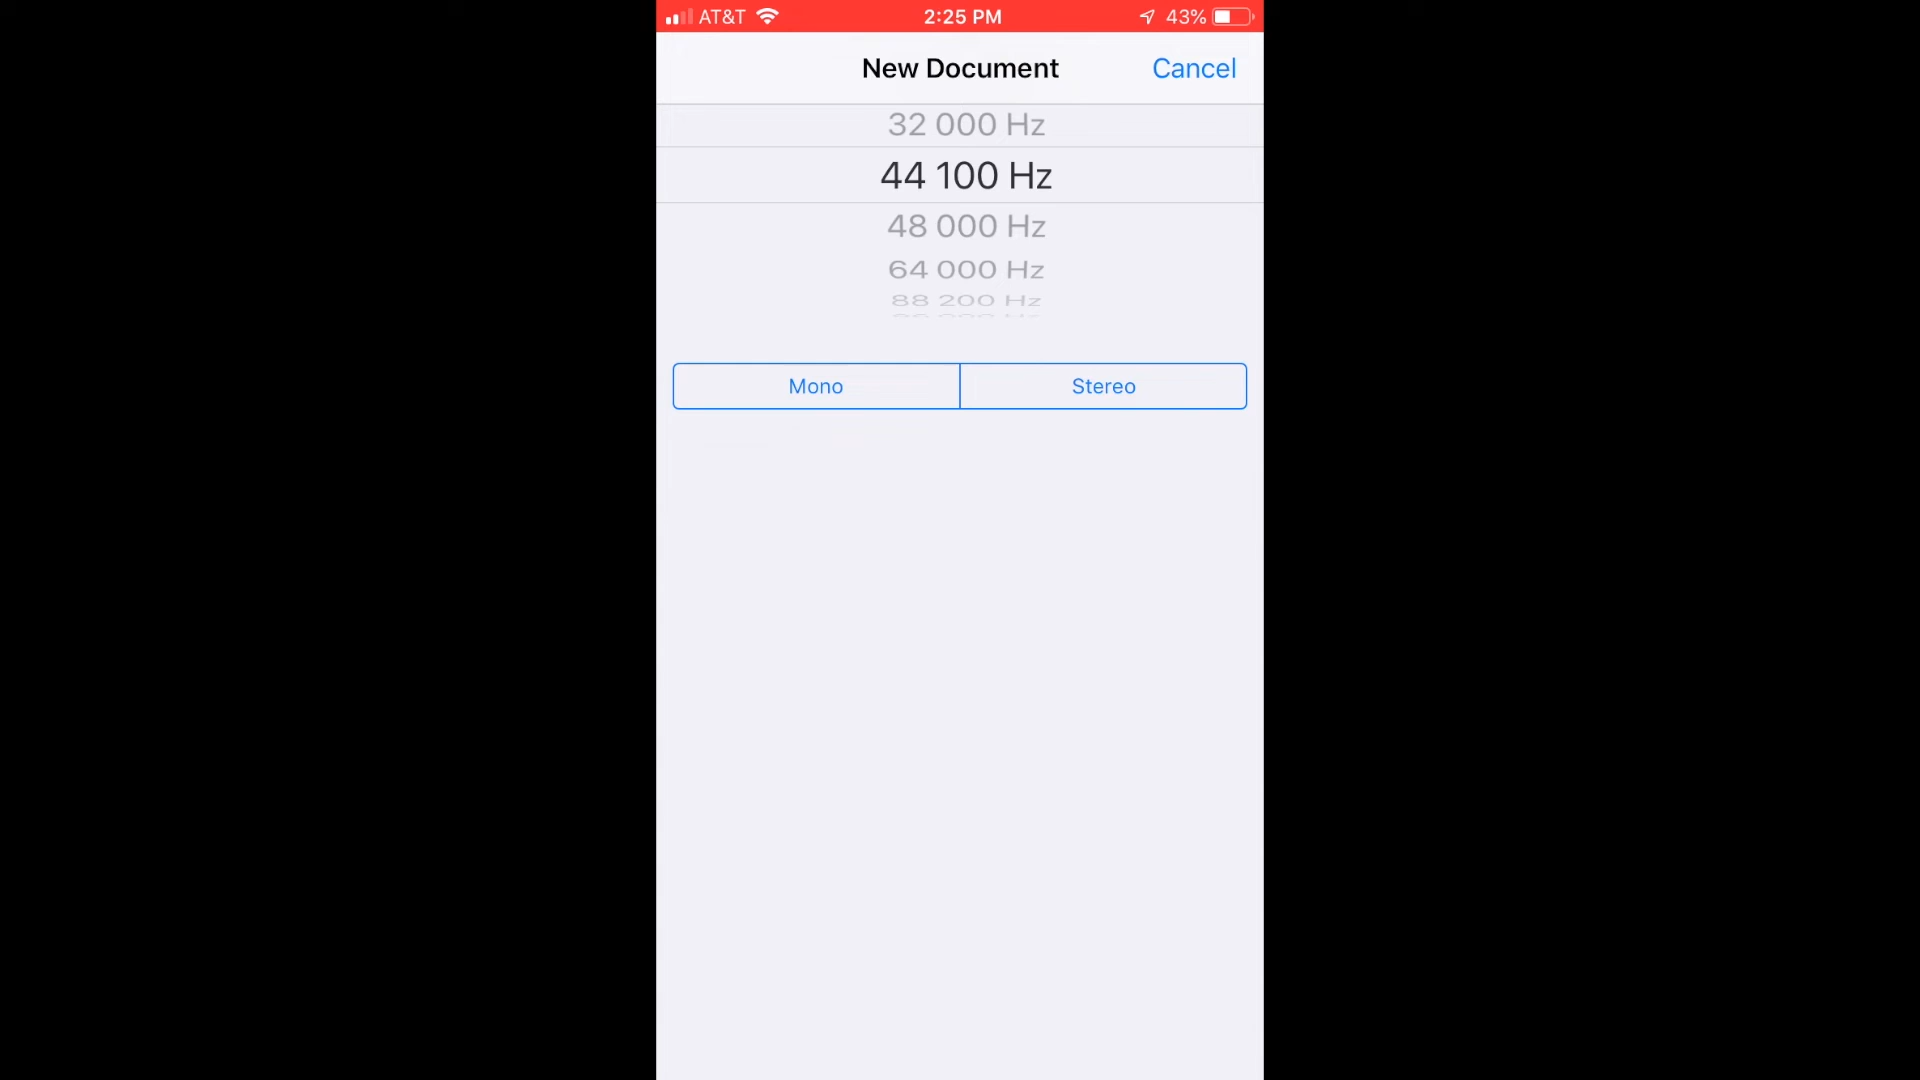 AT&T 2:25 PM 43%
New Document Cancel
32 000 Hz
44 100 Hz
48 000 Hz
64 000 Hz
88 200 Hz
Mono Stereo